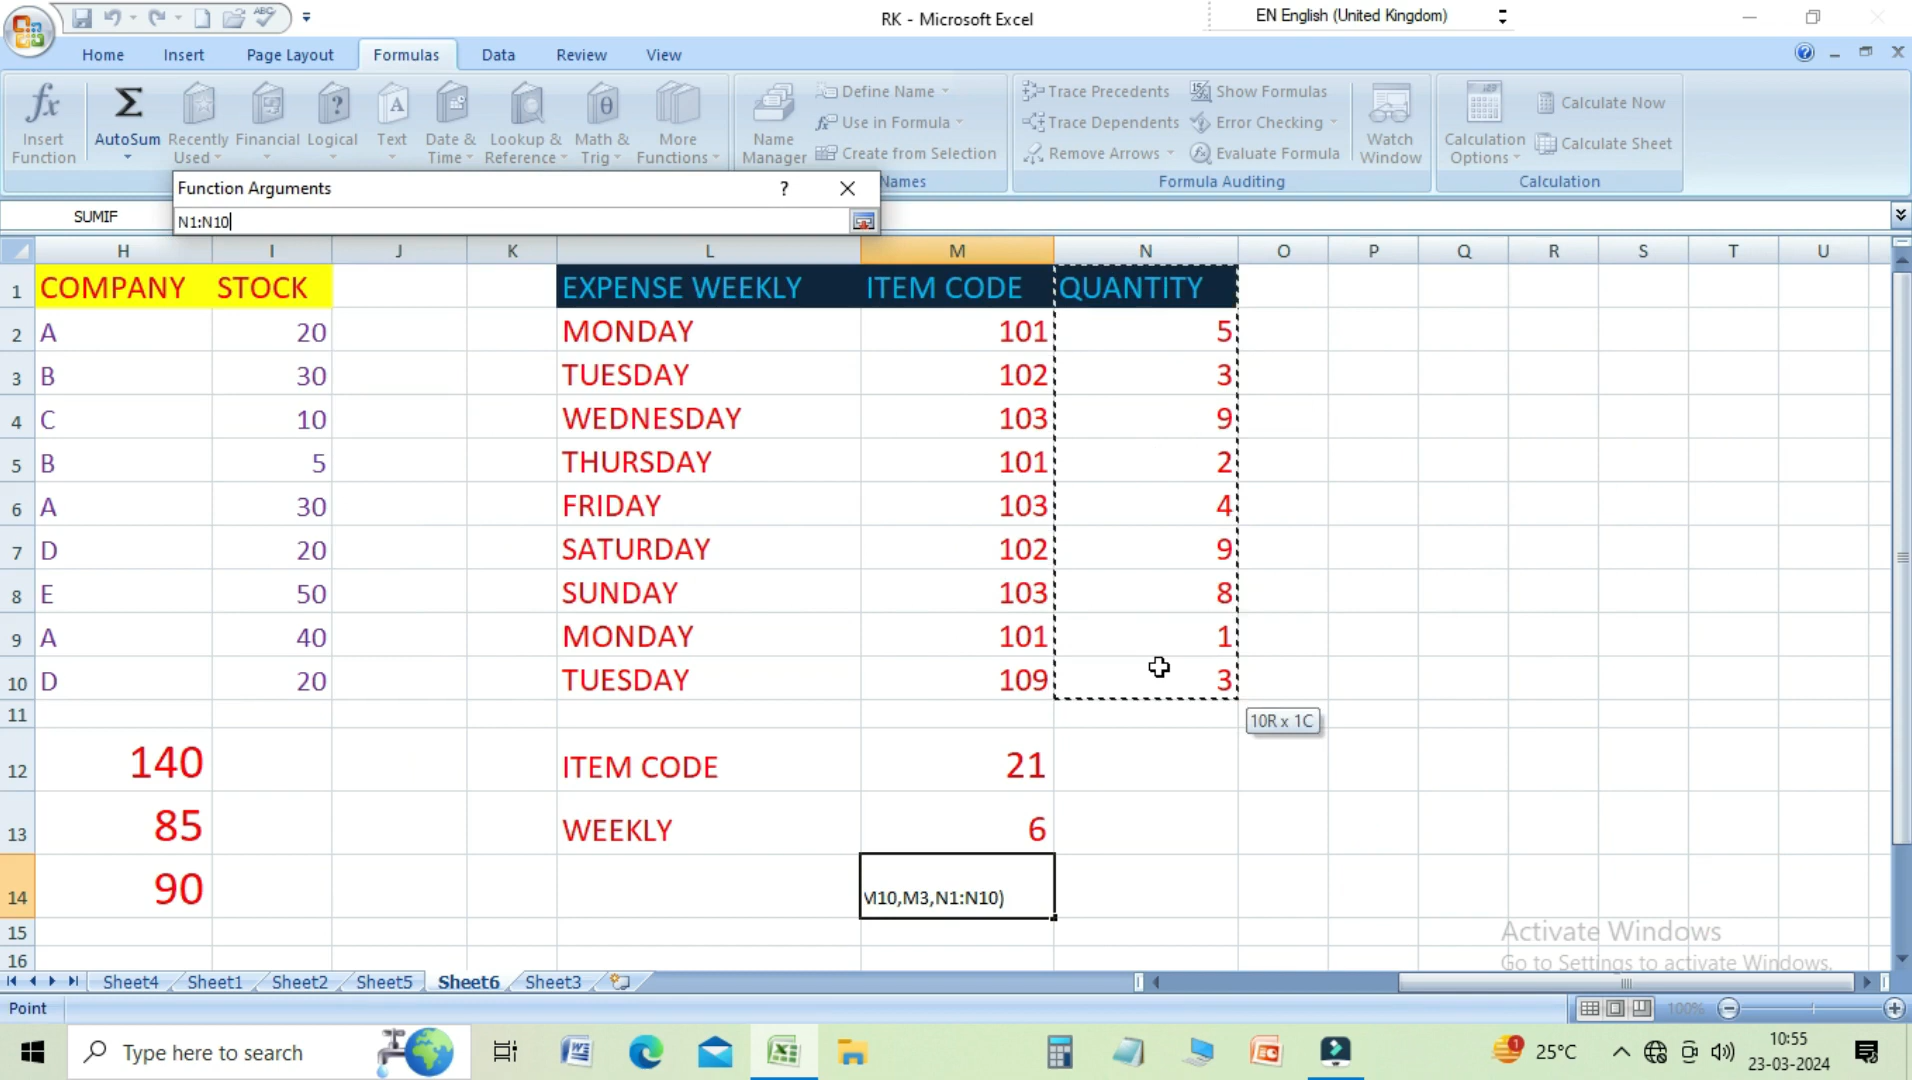 RK - Microsoft Excel
EN English (United Kingdom)
Home Insert Page Layout Formulas Data Review View
Insert Function
AutoSum
Recently Used
Financial
Logical
Text
Date & Time
Lookup & Reference
Math & Trig
More Functions
Name Manager
Define Name
Use in Formula
Create from Selection
Names
Trace Precedents
Trace Dependents
Remove Arrows
Show Formulas
Error Checking
Evaluate Formula
Formula Auditing
Watch Window
Calculation Options
Calculate Now
Calculate Sheet
Calculation
Function Arguments
SUMIF
N1:N10
H I J K L M N O P Q R S T U
1 COMPANY STOCK EXPENSE WEEKLY ITEM CODE QUANTITY
2 A 20 MONDAY 101 5
3 B 30 TUESDAY 102 3
4 C 10 WEDNESDAY 103 9
5 B 5 THURSDAY 101 2
6 A 30 FRIDAY 103 4
7 D 20 SATURDAY 102 9
8 E 50 SUNDAY 103 8
9 A 40 MONDAY 101 1
10 D 20 TUESDAY 109 3
11
10R x 1C
12 140 ITEM CODE 21
13 85 WEEKLY 6
14 90 M10,M3,N1:N10)
15
16
Activate Windows
Go to Settings to activate Windows.
Sheet4 Sheet1 Sheet2 Sheet5 Sheet6 Sheet3
Point 100%
Type here to search
25°C
10:55
23-03-2024